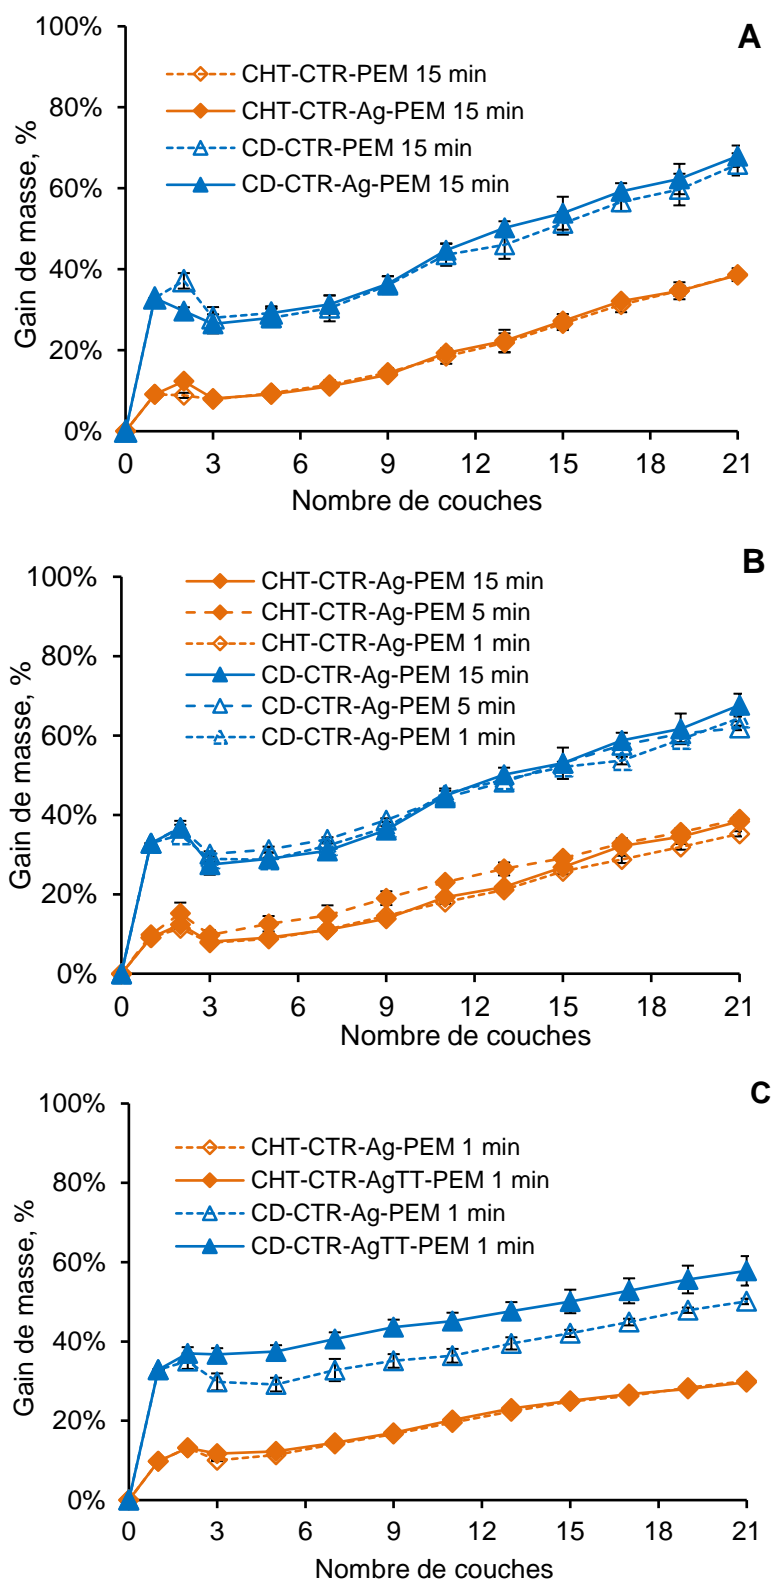 A
100%
80%
60%
40%
20%
0%
Gain de masse, %
CHT-CTR-PEM 15 min
CHT-CTR-Ag-PEM 15 min
CD-CTR-PEM 15 min
CD-CTR-Ag-PEM 15 min
0 3 6 9 12 15 18 21
Nombre de couches
B
100%
80%
60%
40%
20%
0%
Gain de masse, %
CHT-CTR-Ag-PEM 15 min
CHT-CTR-Ag-PEM 5 min
CHT-CTR-Ag-PEM 1 min
CD-CTR-Ag-PEM 15 min
CD-CTR-Ag-PEM 5 min
CD-CTR-Ag-PEM 1 min
0 3 6 9 12 15 18 21
Nombre de couches
C
100%
80%
60%
40%
20%
0%
Gain de masse, %
CHT-CTR-Ag-PEM 1 min
CHT-CTR-AgTT-PEM 1 min
CD-CTR-Ag-PEM 1 min
CD-CTR-AgTT-PEM 1 min
0 3 6 9 12 15 18 21
Nombre de couches